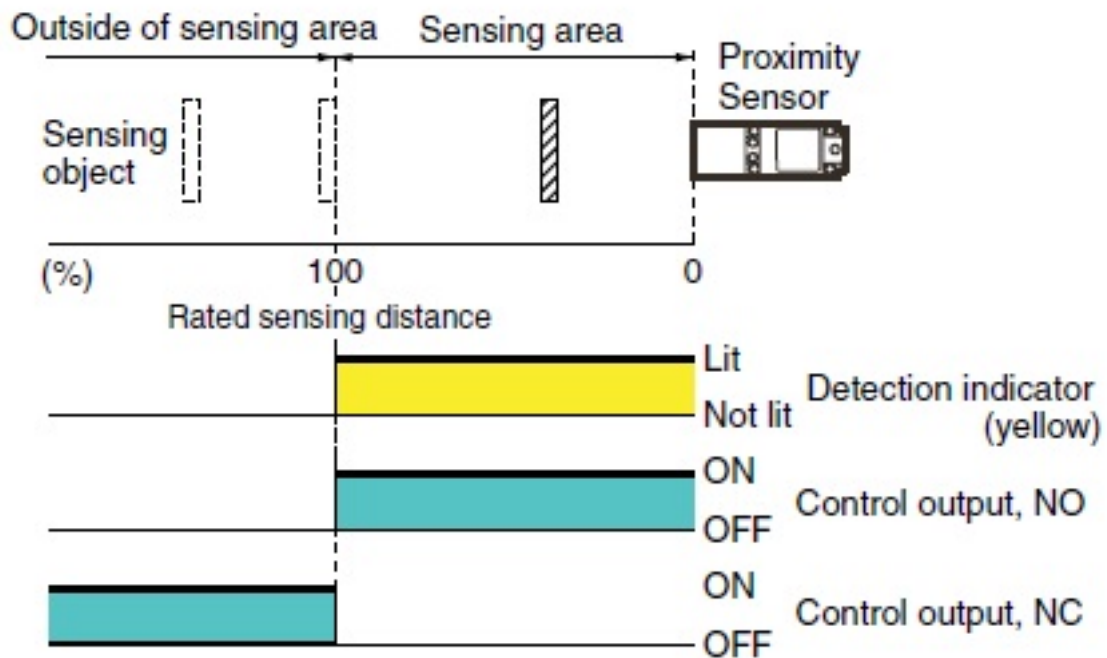 Outside of sensing area
Sensing area
Proximity
Sensor
Sensing
object
(%)
100
0
Rated sensing distance
Lit
Not lit
Detection indicator
(yellow)
ON
OFF
Control output, NO
ON
OFF
Control output, NC